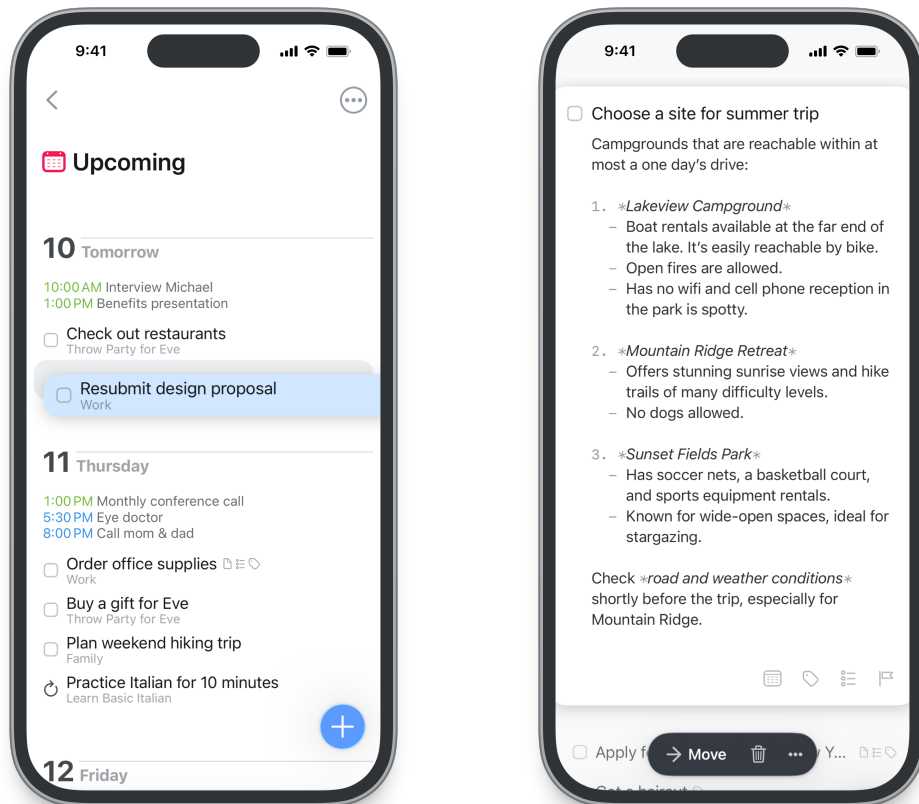 9:41
Upcoming
10 Tomorrow
10:00 AM Interview Michael
1:00 PM Benefits presentation
Check out restaurants
Throw Party for Eve
Resubmit design proposal
Work
11 Thursday
1:00 PM Monthly conference call
5:30 PM Eye doctor
8:00 PM Call mom & dad
Order office supplies
Work
Buy a gift for Eve
Throw Party for Eve
Plan weekend hiking trip
Family
Practice Italian for 10 minutes
Learn Basic Italian
12 Friday
9:41
Choose a site for summer trip
Campgrounds that are reachable within at
most a one day’s drive:
1. *Lakeview Campground*
– Boat rentals available at the far end of
the lake. It’s easily reachable by bike.
– Open fires are allowed.
– Has no wifi and cell phone reception in
the park is spotty.
2. *Mountain Ridge Retreat*
– Offers stunning sunrise views and hike
trails of many difficulty levels.
– No dogs allowed.
3. *Sunset Fields Park*
– Has soccer nets, a basketball court,
and sports equipment rentals.
– Known for wide-open spaces, ideal for
stargazing.
Check *road and weather conditions*
shortly before the trip, especially for
Mountain Ridge.
Apply Y...
Move